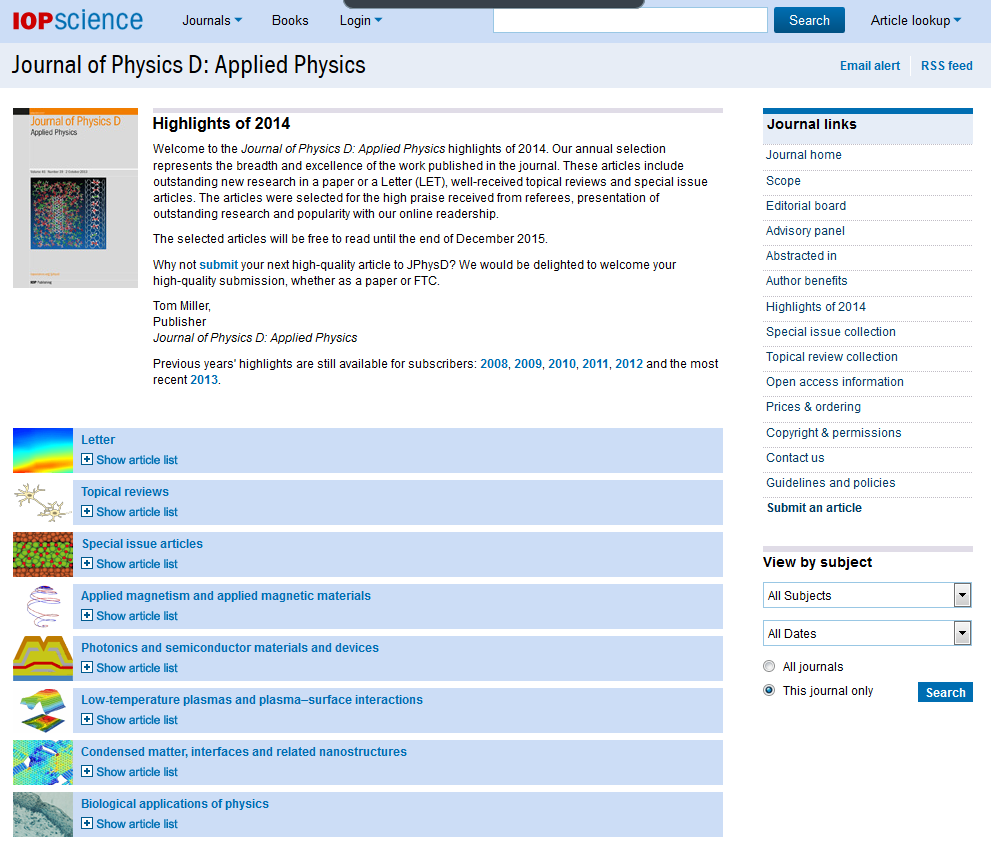 IOPscience
Journals
Books
Login
Search
Article lookup
Journal of Physics D: Applied Physics
Email alert
RSS feed
Journal of Physics D
Applied Physics
IOP Publishing
Highlights of 2014
Welcome to the Journal of Physics D: Applied Physics highlights of 2014. Our annual selection
represents the breadth and excellence of the work published in the journal. These articles include
outstanding new research in a paper or a Letter (LET), well-received topical reviews and special issue
articles. The articles were selected for the high praise received from referees, presentation of
outstanding research and popularity with our online readership.
The selected articles will be free to read until the end of December 2015.
Why not submit your next high-quality article to JPhysD? We would be delighted to welcome your
high-quality submission, whether as a paper or FTC.
Tom Miller,
Publisher
Journal of Physics D: Applied Physics
Previous years' highlights are still available for subscribers: 2008, 2009, 2010, 2011, 2012 and the most
recent 2013.
Letter
Show article list
Topical reviews
Show article list
Special issue articles
Show article list
Applied magnetism and applied magnetic materials
Show article list
Photonics and semiconductor materials and devices
Show article list
Low-temperature plasmas and plasma–surface interactions
Show article list
Condensed matter, interfaces and related nanostructures
Show article list
Biological applications of physics
Show article list
Journal links
Journal home
Scope
Editorial board
Advisory panel
Abstracted in
Author benefits
Highlights of 2014
Special issue collection
Topical review collection
Open access information
Prices & ordering
Copyright & permissions
Contact us
Guidelines and policies
Submit an article
View by subject
All Subjects
All Dates
All journals
This journal only
Search